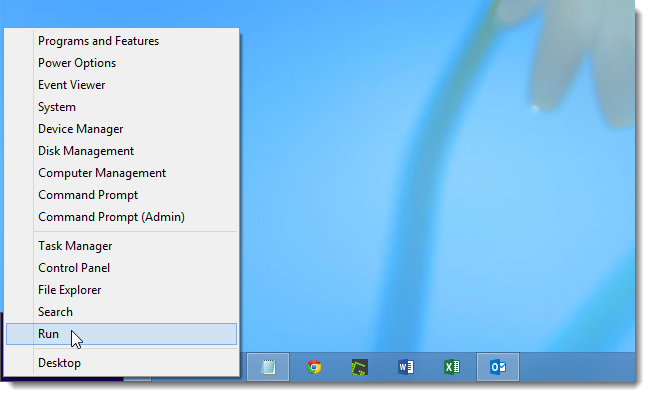 Programs and Features
Power Options
Event Viewer
System
Device Manager
Disk Management
Computer Management
Command Prompt
Command Prompt (Admin)
Task Manager
Control Panel
File Explorer
Search
Run
Desktop